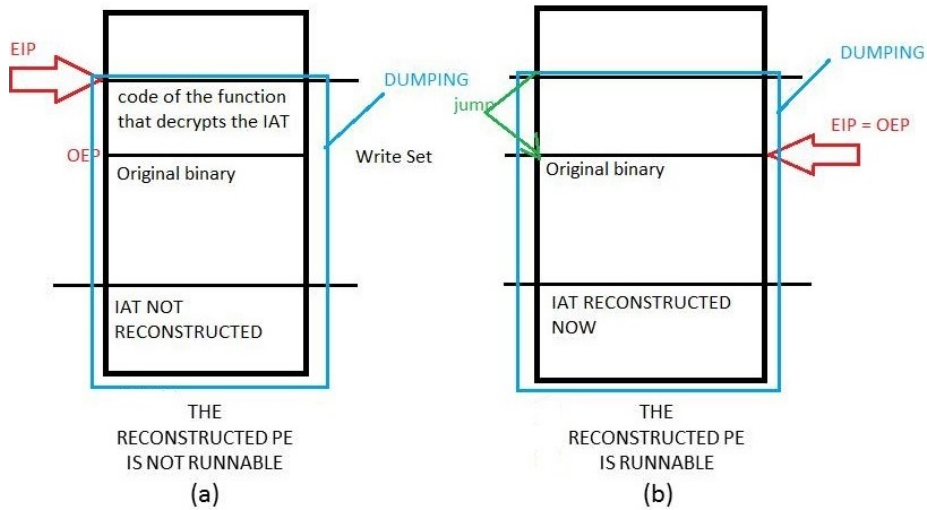 EIP
DUMPING
code of the function
that decrypts the IAT
OEP
Original binary
Write Set
IAT NOT
RECONSTRUCTED
THE
RECONSTRUCTED PE
IS NOT RUNNABLE
(a)
DUMPING
jump
EIP = OEP
Original binary
IAT RECONSTRUCTED
NOW
THE
RECONSTRUCTED PE
IS RUNNABLE
(b)